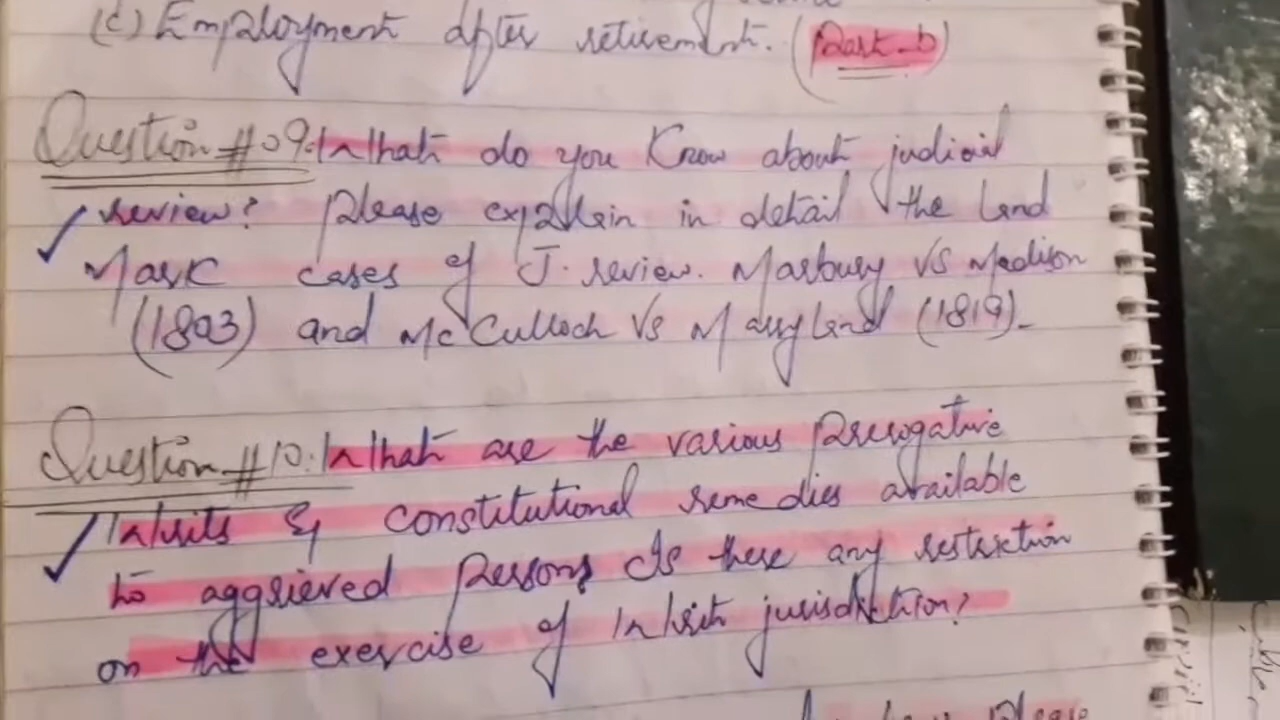 (c) Employment after retirement. (Part-b)
Question #09: What do you Know about judicial
review? Please explain in detail the land
Mark cases of J. review. Marbury VS Madison
(1803) and McCulloch Vs Maryland (1819).
Question #10: What are the various Prerogative
Writs & constitutional remedies available
to aggrieved Persons Is there any restriction
on the exercise of Writ jurisdiction?
Please